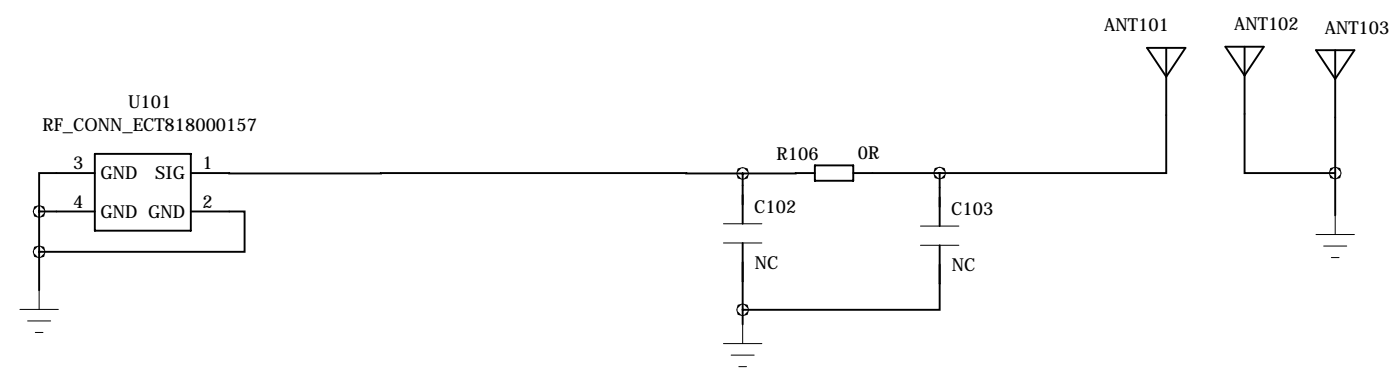 ANT101
ANT102
ANT103
U101
RF_CONN_ECT818000157
3 GND SIG 1
4 GND GND 2
R106 0R
C102
NC
C103
NC